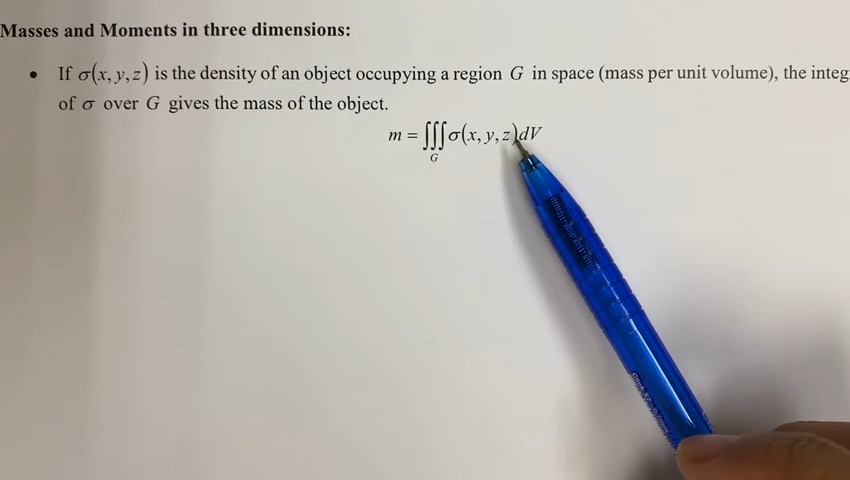 Masses and Moments in three dimensions:
• If σ(x, y, z) is the density of an object occupying a region G in space (mass per unit volume), the integ
of σ over G gives the mass of the object.
m = ∭σ(x, y, z)dV
G